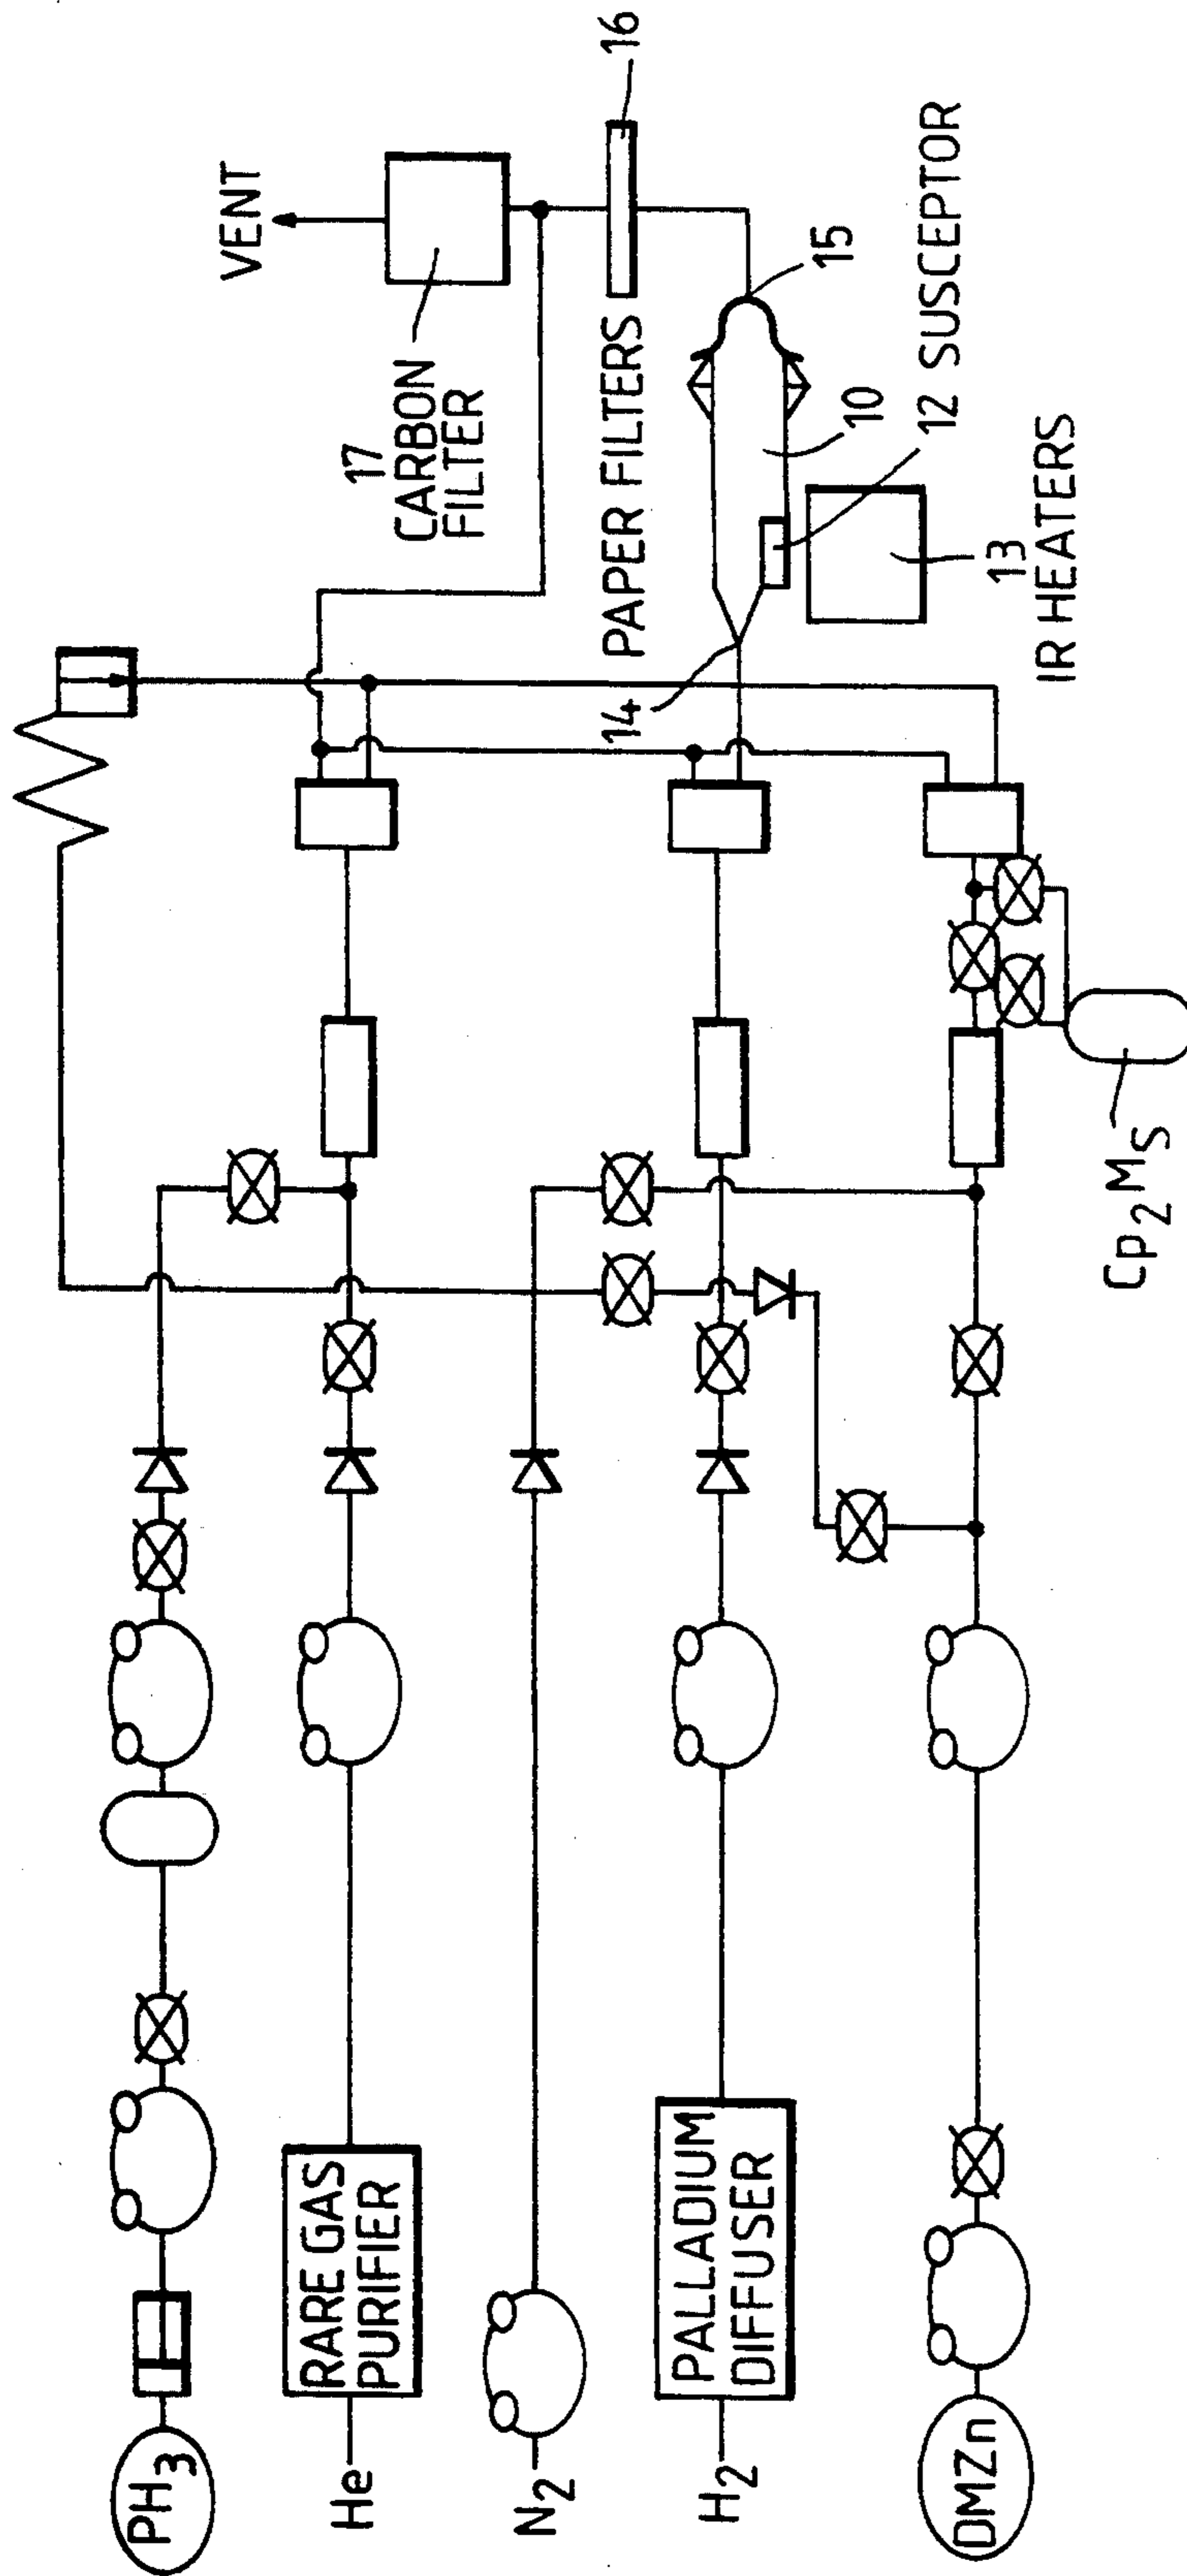 PH3
He
RARE GAS
PURIFIER
N2
H2
PALLADIUM
DIFFUSER
DMZn
Cp2MS
VENT
17
CARBON
FILTER
PAPER FILTERS
16
14
15
10
12 SUSCEPTOR
13
IR HEATERS